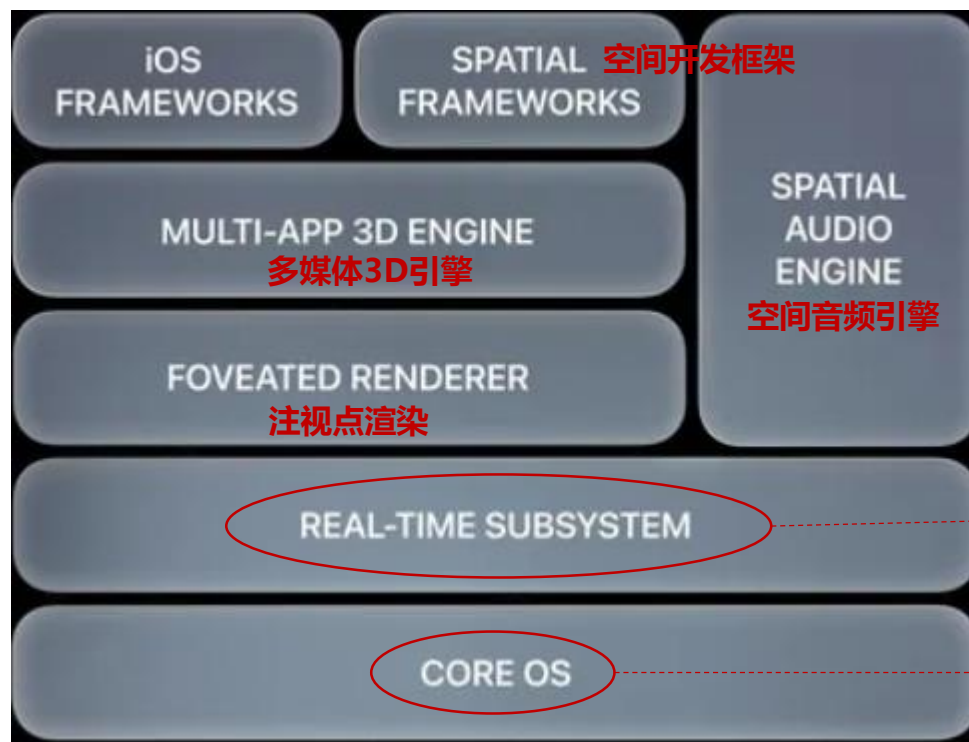 iOS
FRAMEWORKS
SPATIAL 空间开发框架
FRAMEWORKS
SPATIAL
AUDIO
ENGINE
空间音频引擎
MULTI-APP 3D ENGINE
多媒体3D引擎
FOVEATED RENDERER
注视点渲染
REAL-TIME SUBSYSTEM
CORE OS